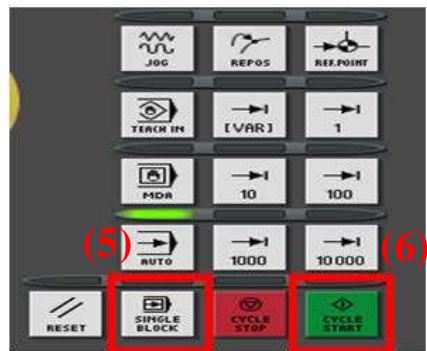 JOG REPOS REF.POINT
TEACH IN [VAR] 1
MDA 10 100
(5) AUTO 1000 10 000 (6)
RESET SINGLE BLOCK CYCLE STOP CYCLE START